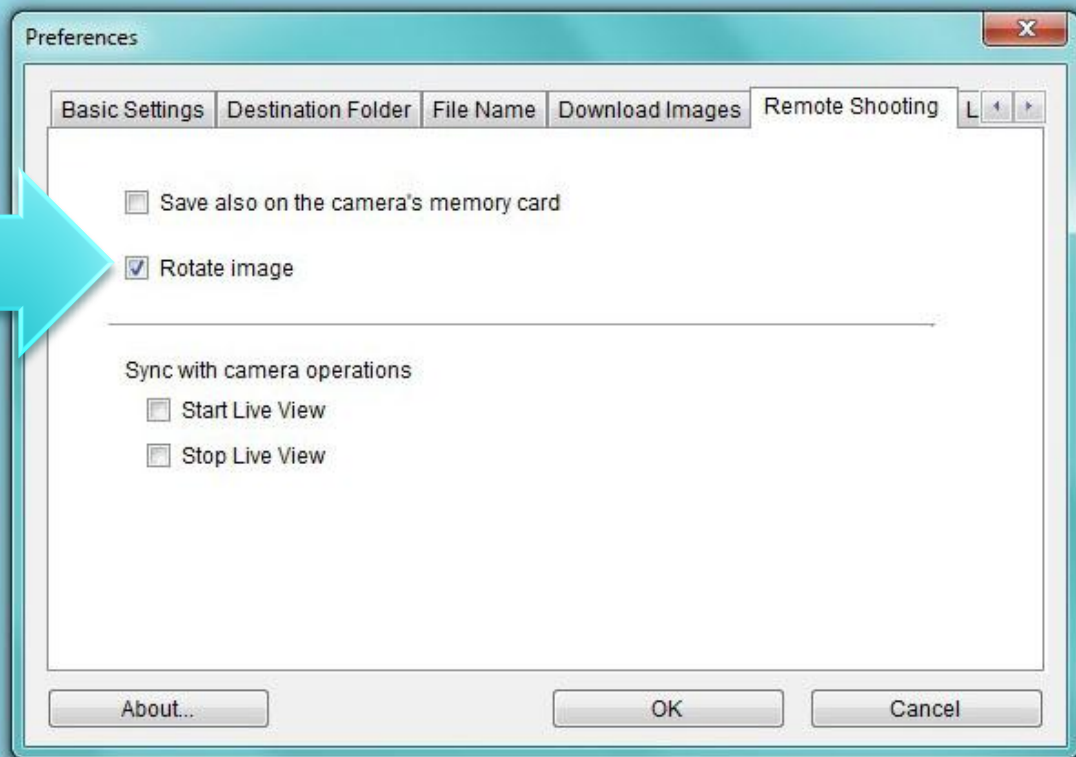 Preferences
Basic Settings Destination Folder File Name Download Images Remote Shooting L
Save also on the camera's memory card
Rotate image
Sync with camera operations
Start Live View
Stop Live View
About... OK Cancel